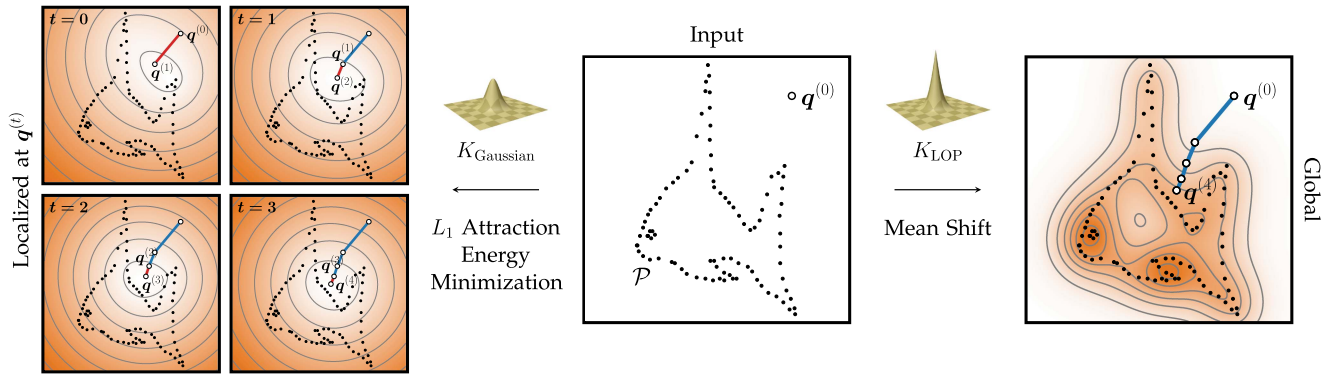 Localized at q^(t)
t = 0
q^(0)
q^(1)
t = 1
q^(1)
q^(2)
t = 2
q^(2)
q^(3)
t = 3
q^(3)
q^(4)
K_Gaussian
L_1 Attraction
Energy
Minimization
Input
q^(0)
𝒫
K_LOP
Mean Shift
q^(0)
q^(4)
Global